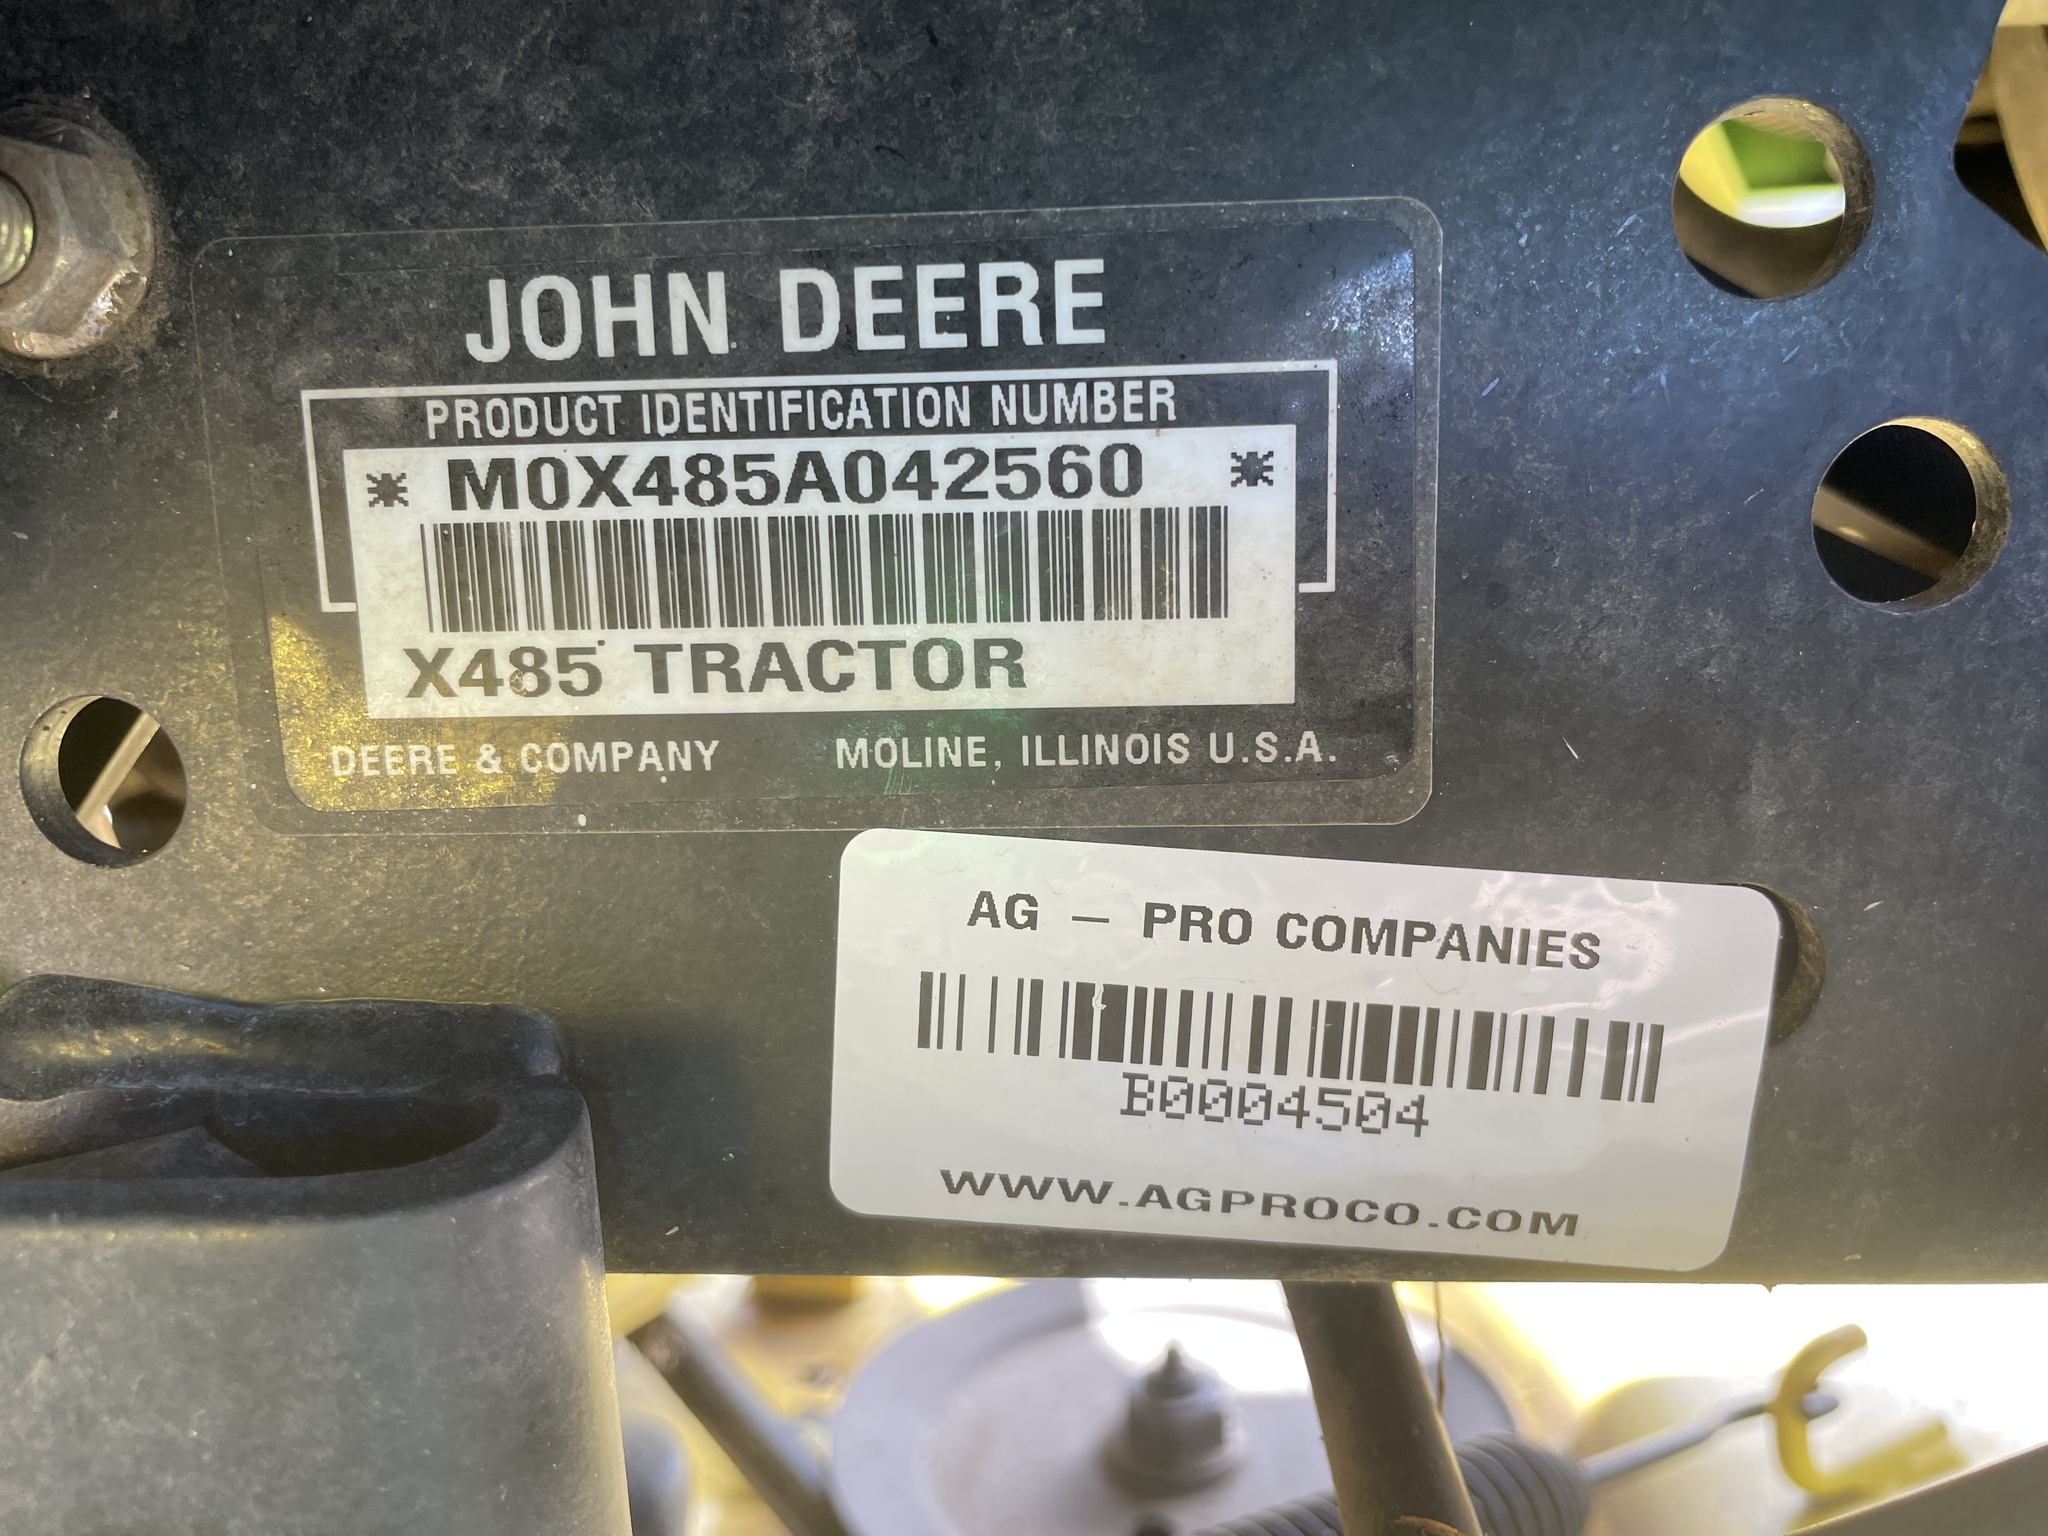 JOHN DEERE
PRODUCT IDENTIFICATION NUMBER
* M0X485A042560 *
X485 TRACTOR
DEERE & COMPANY MOLINE, ILLINOIS U.S.A.
AG - PRO COMPANIES
B0004504
WWW.AGPROCO.COM